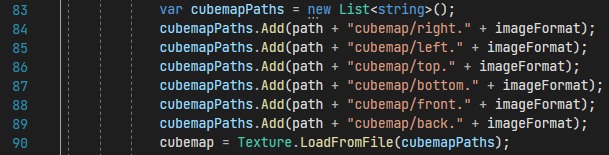 83 var cubemapPaths = new List<string>();
84 cubemapPaths.Add(path + "cubemap/right." + imageFormat);
85 cubemapPaths.Add(path + "cubemap/left." + imageFormat);
86 cubemapPaths.Add(path + "cubemap/top." + imageFormat);
87 cubemapPaths.Add(path + "cubemap/bottom." + imageFormat);
88 cubemapPaths.Add(path + "cubemap/front." + imageFormat);
89 cubemapPaths.Add(path + "cubemap/back." + imageFormat);
90 cubemap = Texture.LoadFromFile(cubemapPaths);